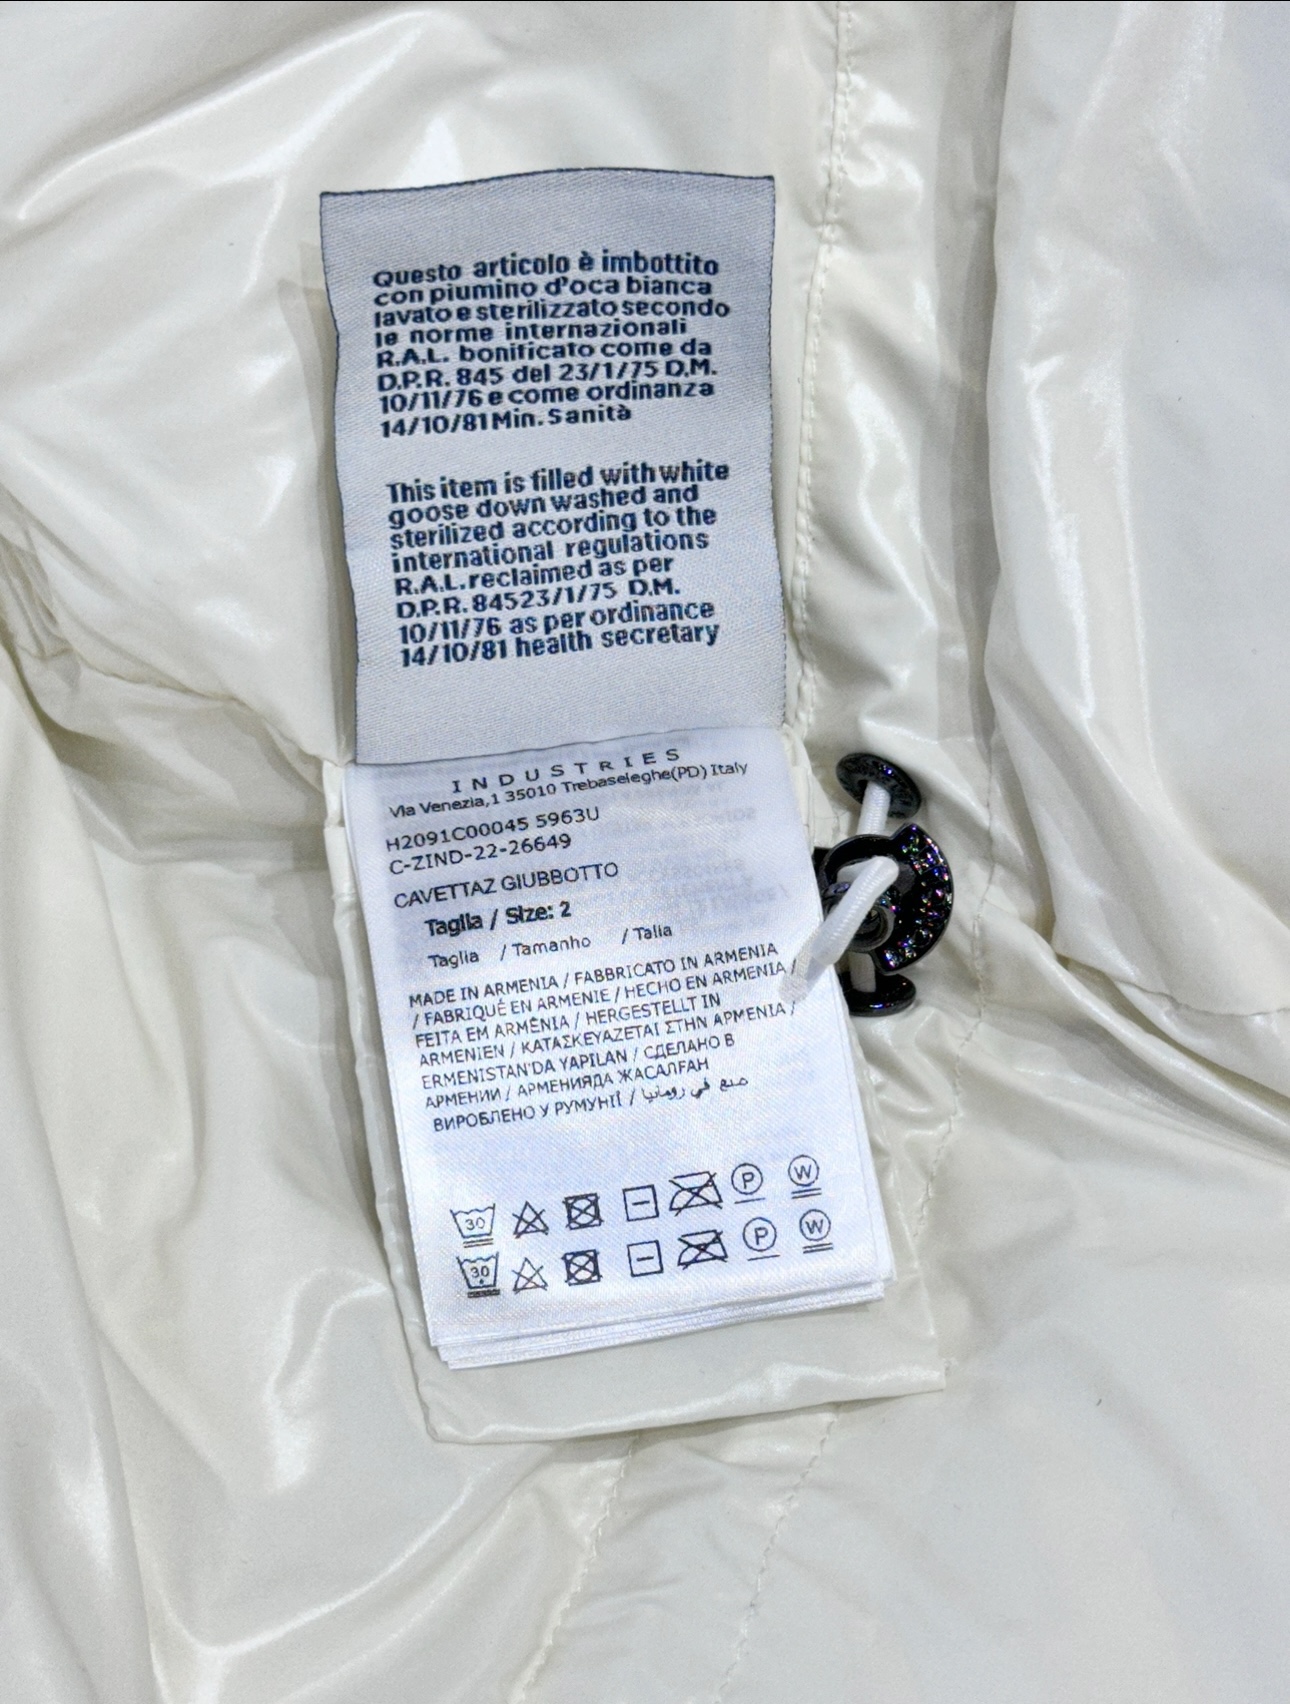 Questo articolo è imbottito
con piumino d'oca bianca
lavato e sterilizzato secondo
le norme internazionali
R.A.L. bonificato come da
D.P.R. 845 del 23/1/75 D.M.
10/11/76 e come ordinanza
14/10/81 Min. Sanità
This item is filled with white
goose down washed and
sterilized according to the
international regulations
R.A.L. reclaimed as per
D.P.R. 84523/1/75 D.M.
10/11/76 as per ordinance
14/10/81 health secretary
INDUSTRIES
Via Venezia,1 35010 Trebaseleghe(PD) Italy
H2091C00045 5963U
C-ZIND-22-26649
CAVETTAZ GIUBBOTTO
Taglia / Size: 2
Taglia / Tamanho / Talia
MADE IN ARMENIA / FABBRICATO IN ARMENIA
/ FABRIQUÉ EN ARMENIE / HECHO EN ARMENIA /
FEITA EM ARMÊNIA / HERGESTELLT IN
ARMENIEN / ΚΑΤΑΣΚΕΥΑΖΕΤΑΙ ΣΤΗΝ ΑΡΜΕΝΙΑ /
ERMENISTAN'DA YAPILAN / СДЕЛАНО В
АРМЕНИИ / АРМЕНИЯДА ЖАСАЛҒАН
ВИРОБЛЕНО У РУМУНІЇ / صنع في رومانيا
30 P W
30 P W